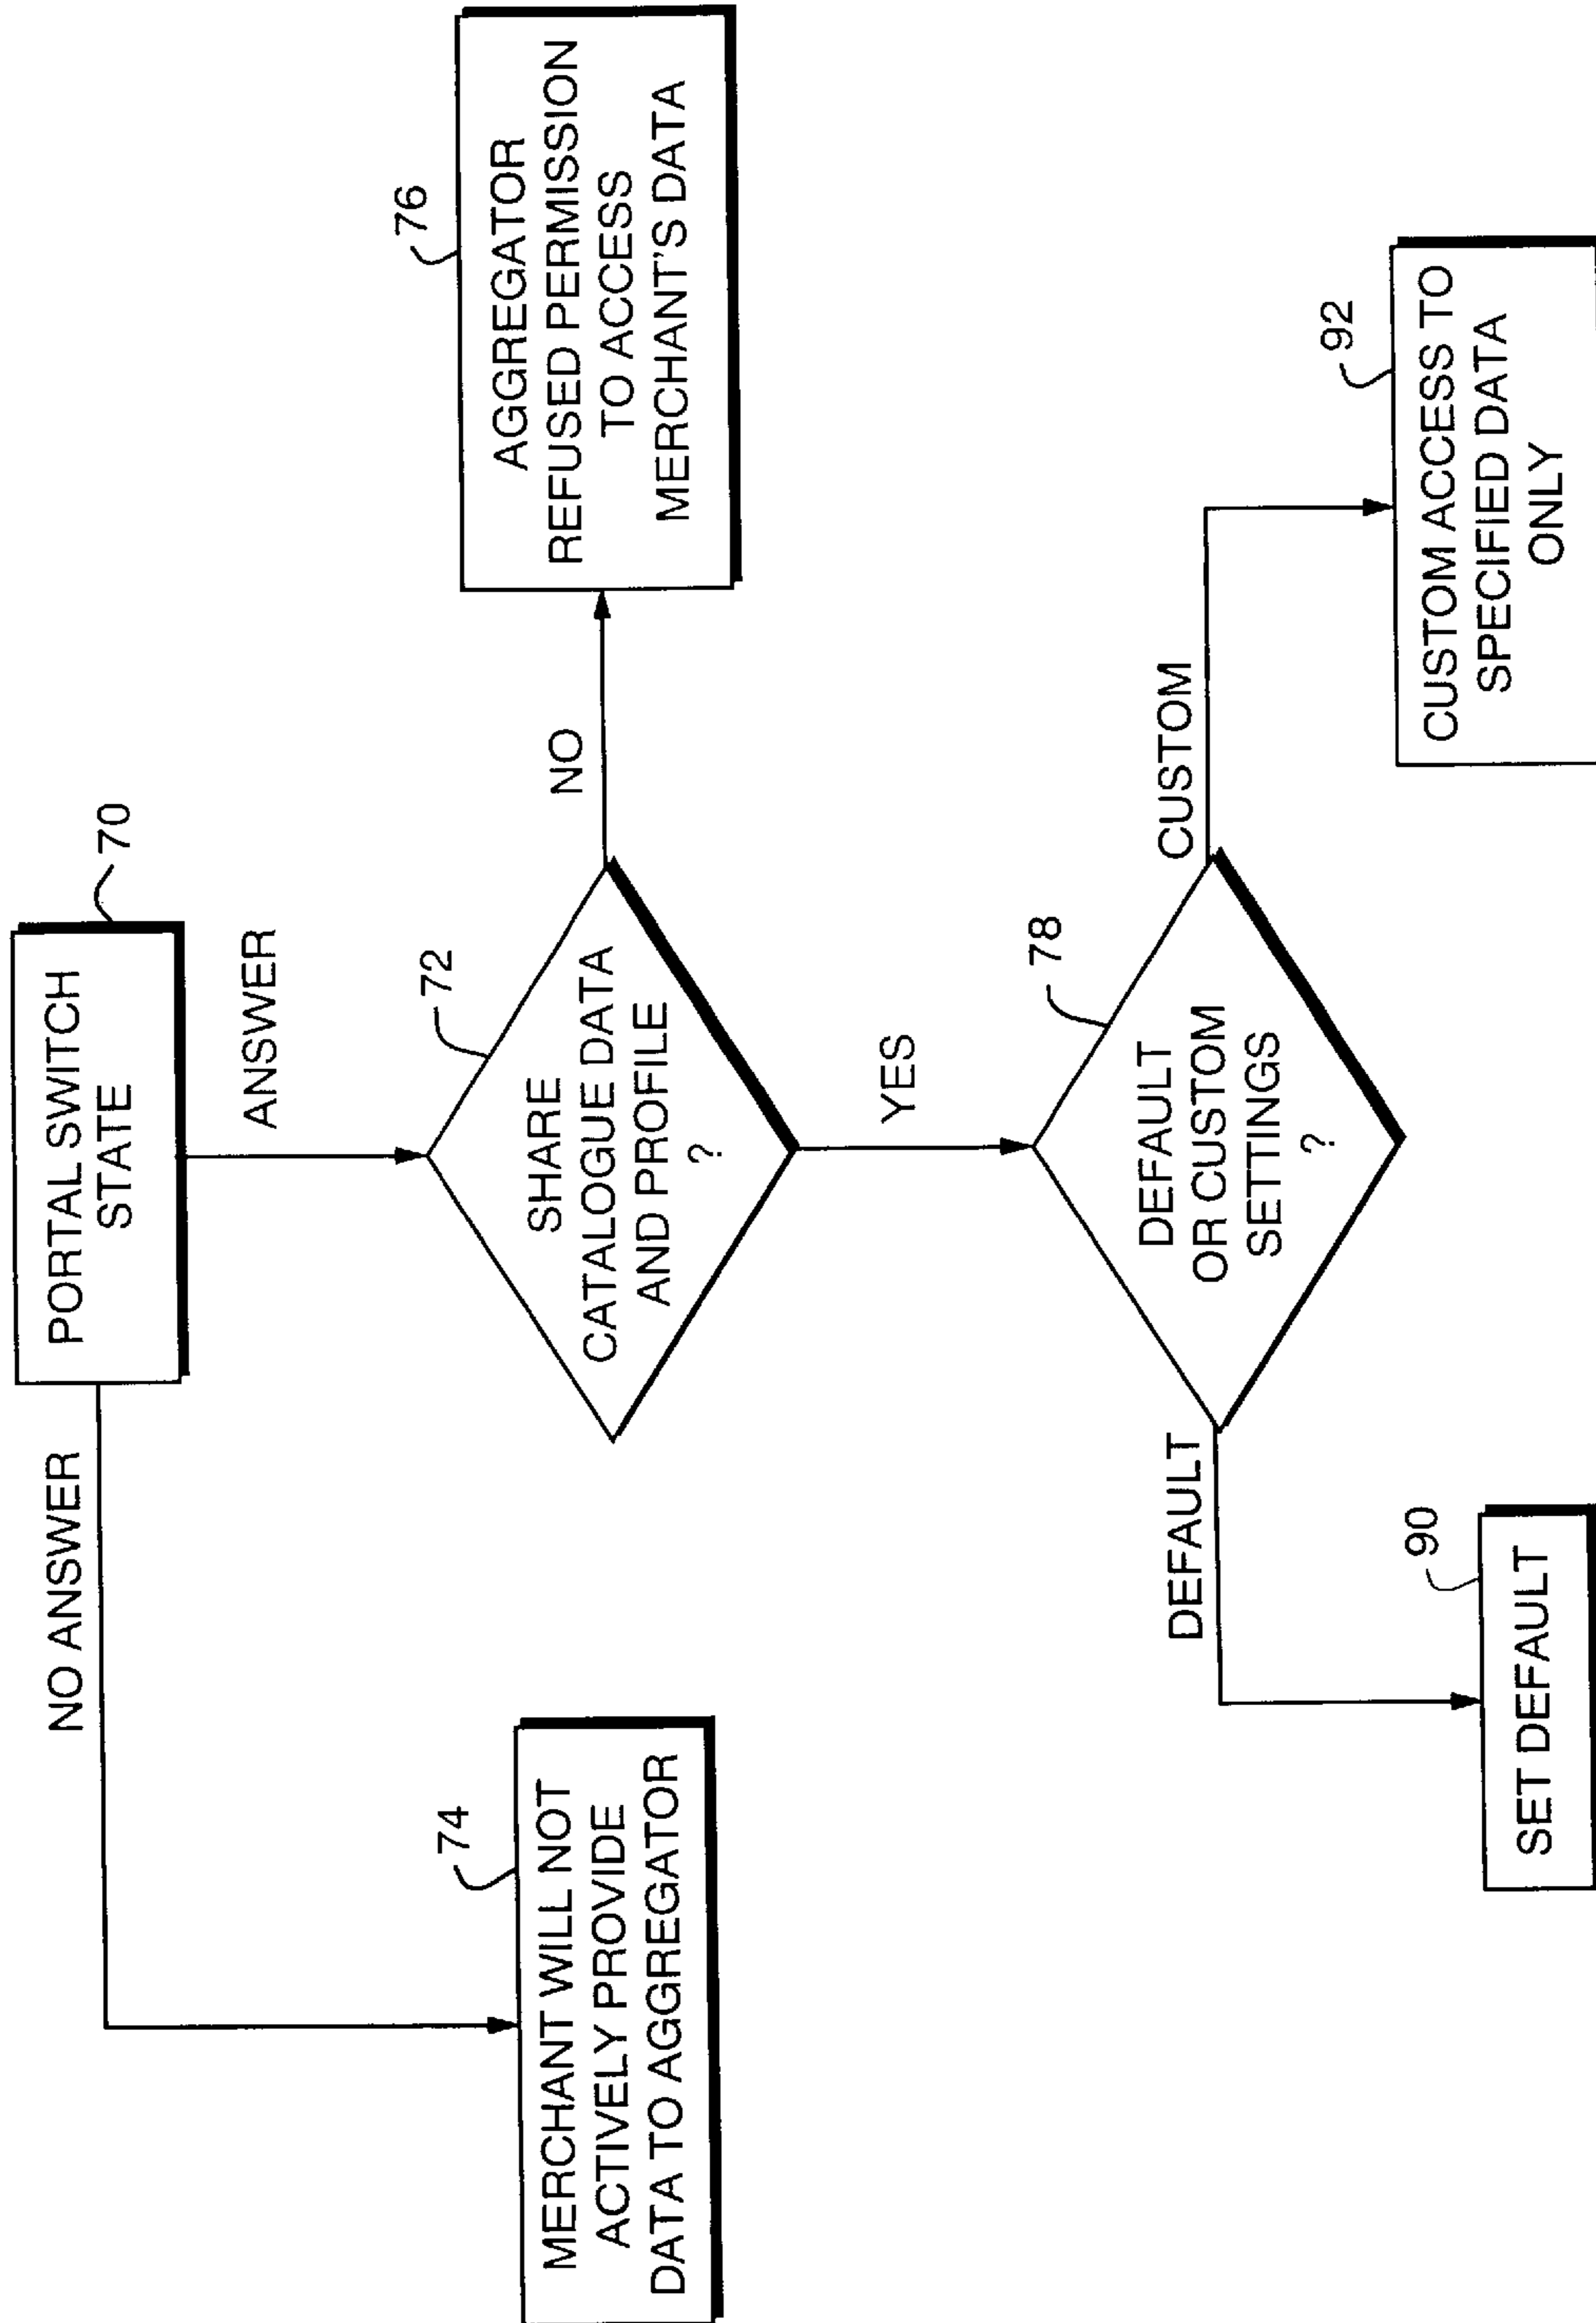 PORTAL SWITCH
STATE
70
NO ANSWER
ANSWER
MERCHANT WILL NOT
ACTIVELY PROVIDE
DATA TO AGGREGATOR
74
SHARE
CATALOGUE DATA
AND PROFILE
?
72
NO
AGGREGATOR
REFUSED PERMISSION
TO ACCESS
MERCHANT'S DATA
76
YES
DEFAULT
OR CUSTOM
SETTINGS
?
78
DEFAULT
CUSTOM
SET DEFAULT
90
CUSTOM ACCESS TO
SPECIFIED DATA
ONLY
92